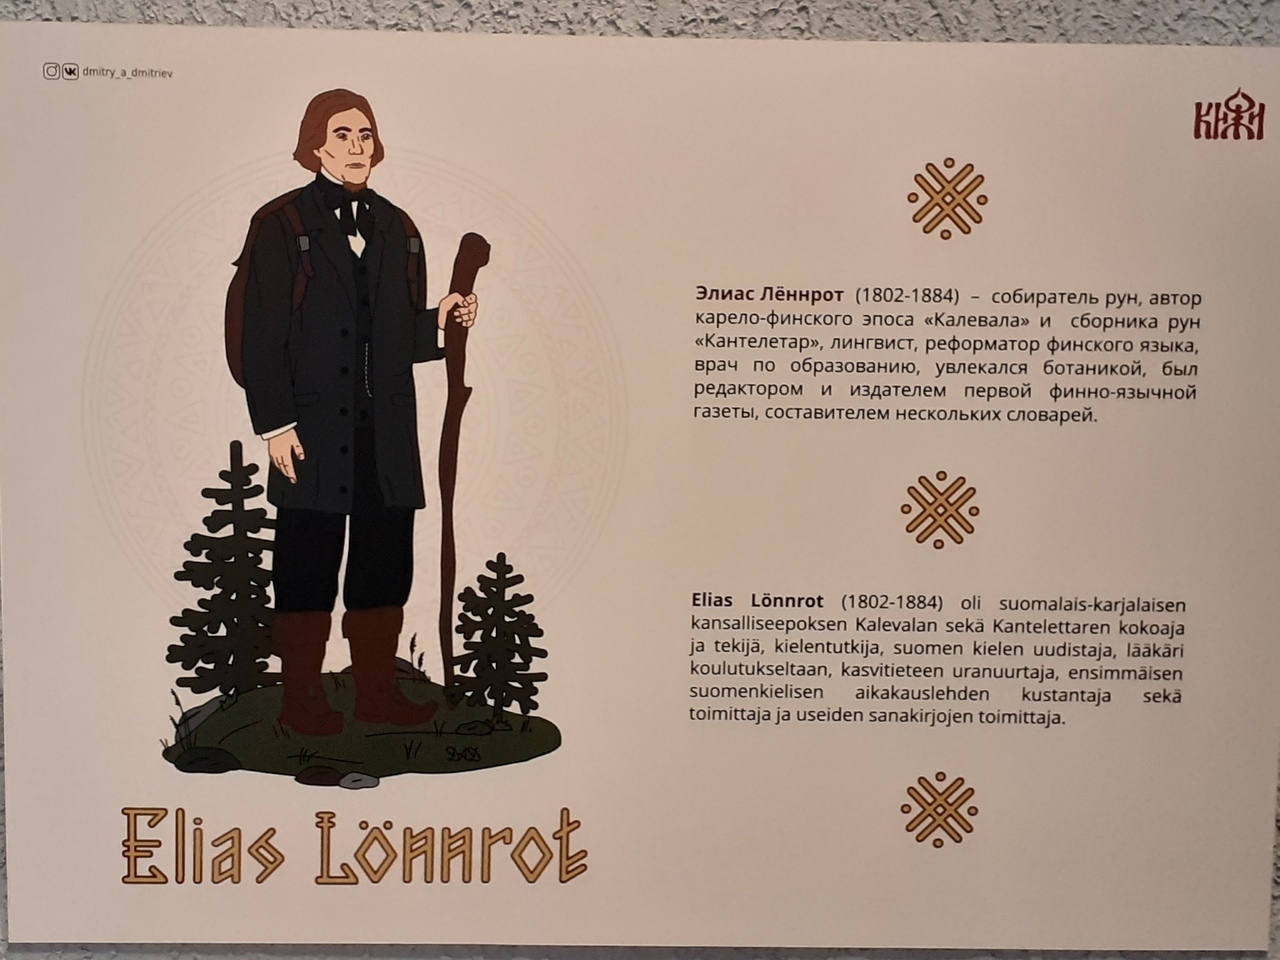 dmitry_a_dmitriev
КИЖИ
Элиас Лённрот (1802-1884) – собиратель рун, автор
карело-финского эпоса «Калевала» и сборника рун
«Кантелетар», лингвист, реформатор финского языка,
врач по образованию, увлекался ботаникой, был
редактором и издателем первой финно-язычной
газеты, составителем нескольких словарей.
Elias Lönnrot (1802-1884) oli suomalais-karjalaisen
kansalliseepoksen Kalevalan sekä Kantelettaren kokoaja
ja tekijä, kielentutkija, suomen kielen uudistaja, lääkäri
koulutukseltaan, kasvitieteen uranuurtaja, ensimmäisen
suomenkielisen aikakauslehden kustantaja sekä
toimittaja ja useiden sanakirjojen toimittaja.
Elias Lönnrot